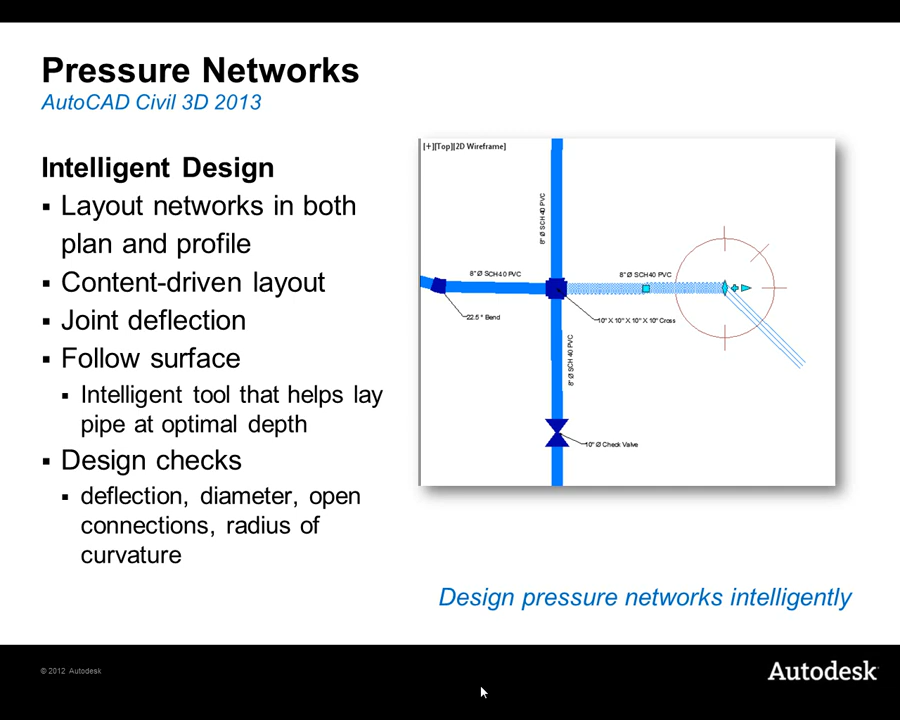 Pressure Networks
AutoCAD Civil 3D 2013
Intelligent Design
▪ Layout networks in both
plan and profile
▪ Content-driven layout
▪ Joint deflection
▪ Follow surface
▪ Intelligent tool that helps lay
pipe at optimal depth
▪ Design checks
▪ deflection, diameter, open
connections, radius of
curvature
[+][Top][2D Wireframe]
8" Ø SCH 40 PVC
8" Ø SCH40 PVC
8" Ø SCH40 PVC
22.5 ° Bend
10" X 10" X 10" X 10" Cross
8" Ø SCH 40 PVC
10" Ø Check Valve
Design pressure networks intelligently
© 2012 Autodesk
Autodesk